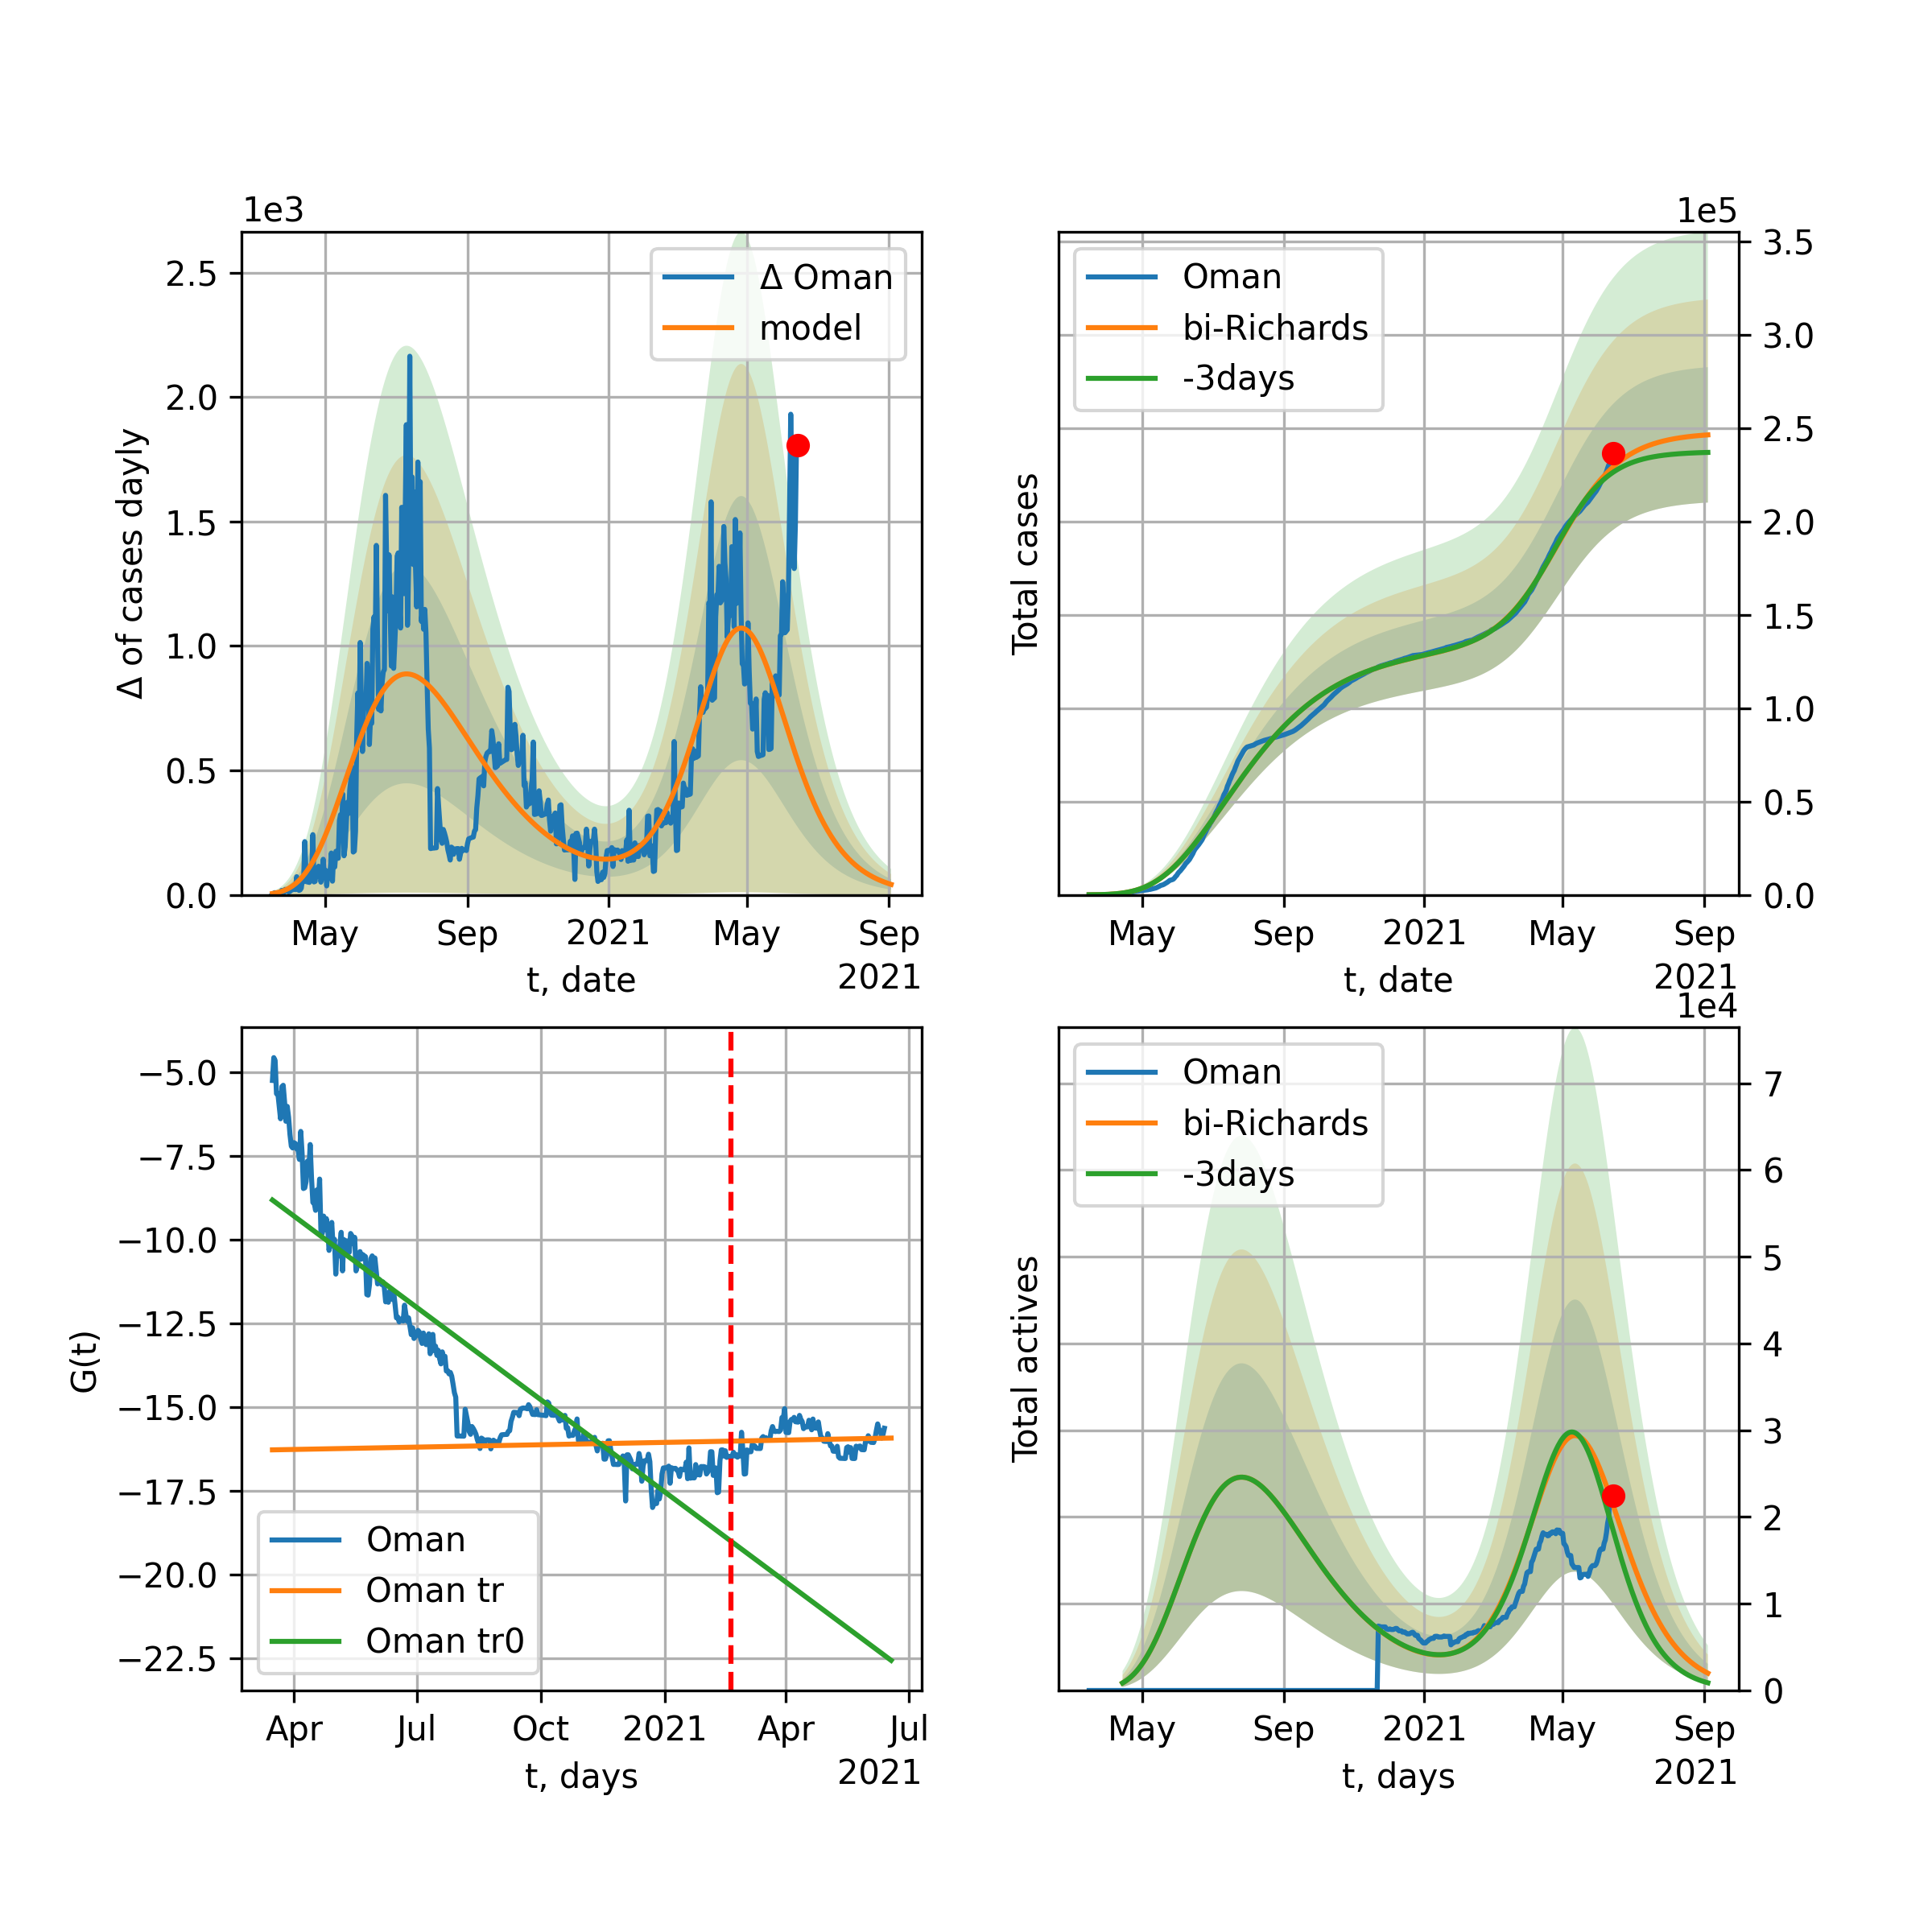 1e3
Δ of cases dayly
2.5
2.0
1.5
1.0
0.5
0.0
Δ Oman
model
May Sep 2021 May Sep
2021
t, date
1e5
Total cases
Oman
bi-Richards
-3days
3.5
3.0
2.5
2.0
1.5
1.0
0.5
0.0
May Sep 2021 May Sep
2021
t, date
G(t)
−5.0
−7.5
−10.0
−12.5
−15.0
−17.5
−20.0
−22.5
Oman
Oman tr
Oman tr0
Apr Jul Oct 2021 Apr Jul
2021
t, days
1e4
Total actives
Oman
bi-Richards
-3days
7
6
5
4
3
2
1
0
May Sep 2021 May Sep
2021
t, days